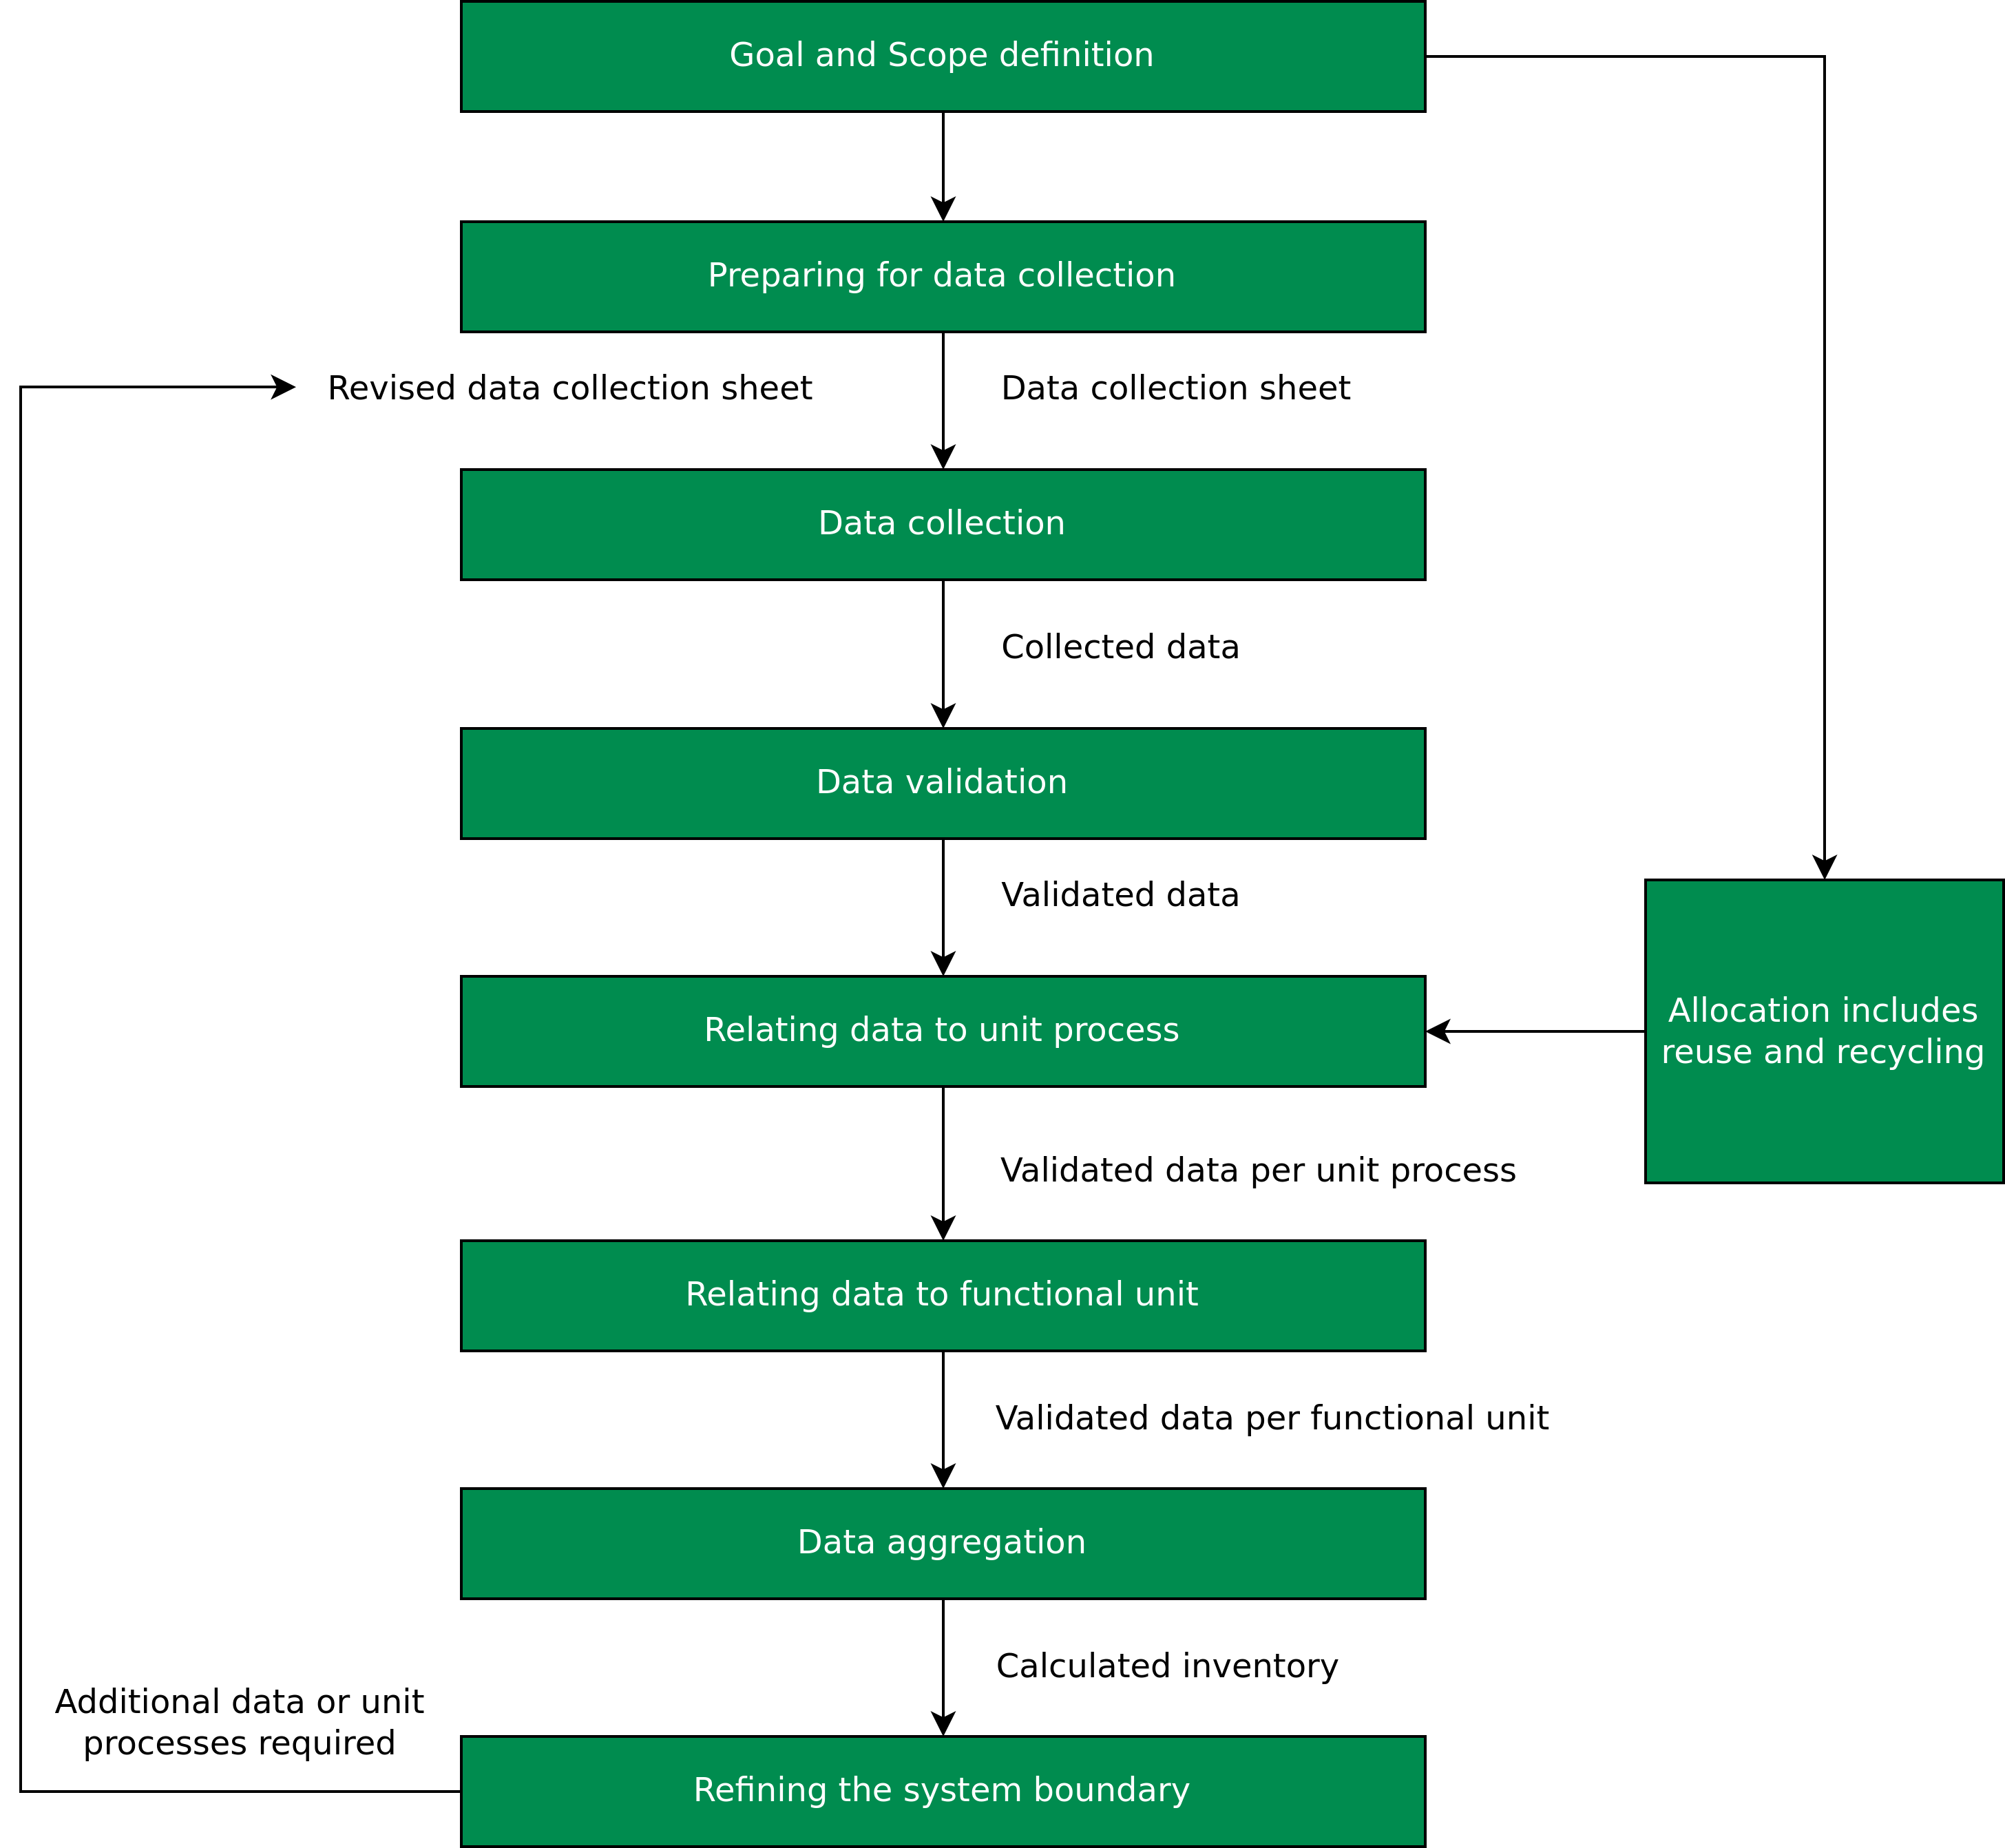 Goal and Scope definition
Preparing for data collection
Revised data collection sheet
Data collection sheet
Data collection
Collected data
Data validation
Validated data
Relating data to unit process
Allocation includes
reuse and recycling
Validated data per unit process
Relating data to functional unit
Validated data per functional unit
Data aggregation
Calculated inventory
Additional data or unit
processes required
Refining the system boundary